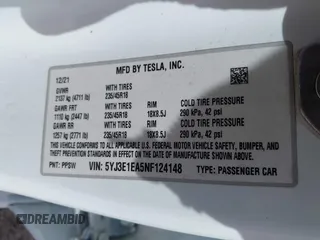 MFD BY TESLA, INC.
12/21
GVWR WITH TIRES
2137 kg (4711 lb) 235/45R18
GAWR FRT WITH TIRES RIM COLD TIRE PRESSURE
1110 kg (2447 lb) 235/45R18 18X8.5J 290 kPa, 42 psi
GAWR RR WITH TIRES RIM COLD TIRE PRESSURE
1257 kg (2771 lb) 235/45R18 18X8.5J 290 kPa, 42 psi
THIS VEHICLE CONFORMS TO ALL APPLICABLE FEDERAL MOTOR
VEHICLE SAFETY, BUMPER, AND THEFT PREVENTION STANDARDS IN
EFFECT ON THE DATE OF MANUFACTURE SHOWN ABOVE.
PNT: PPSW VIN: 5YJ3E1EA5NF124148 TYPE: PASSENGER CAR
DREAMBID